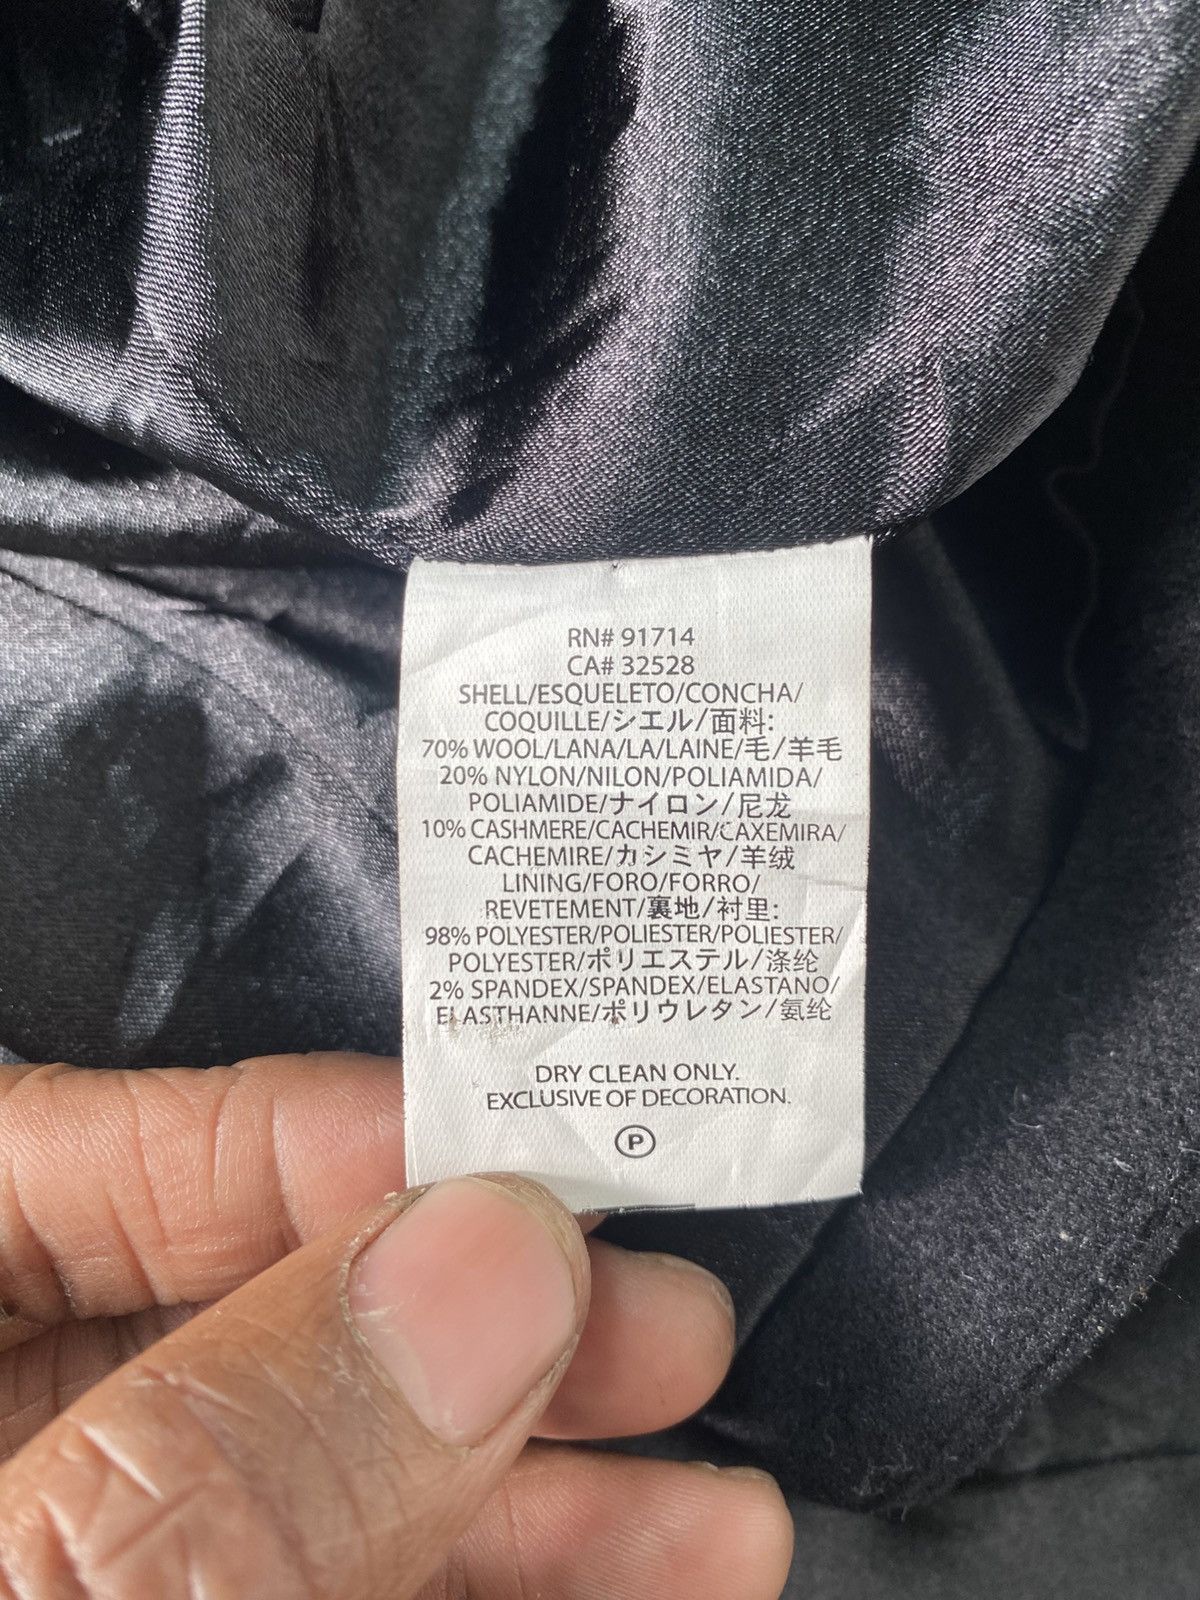 RN# 91714
CA# 32528
SHELL/ESQUELETO/CONCHA/
COQUILLE/シエル/面料:
70% WOOL/LANA/LA/LAINE/毛/羊毛
20% NYLON/NILON/POLIAMIDA/
POLIAMIDE/ナイロン/尼龙
10% CASHMERE/CACHEMIR/CAXEMIRA/
CACHEMIRE/カシミヤ/羊绒
LINING/FORO/FORRO/
REVETEMENT/裏地/衬里:
98% POLYESTER/POLIESTER/POLIESTER/
POLYESTER/ポリエステル/涤纶
2% SPANDEX/SPANDEX/ELASTANO/
ELASTHANNE/ポリウレタン/氨纶
DRY CLEAN ONLY.
EXCLUSIVE OF DECORATION.
P